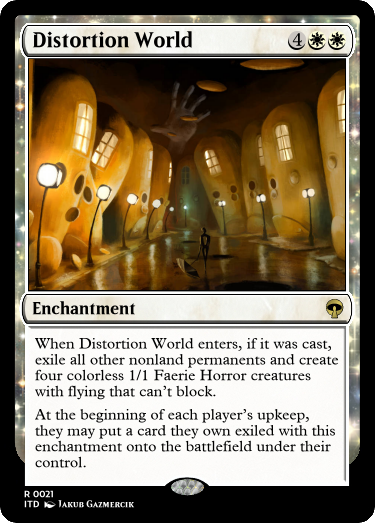 Distortion World 4
Enchantment
When Distortion World enters, if it was cast,
exile all other nonland permanents and create
four colorless 1/1 Faerie Horror creatures
with flying that can't block.
At the beginning of each player's upkeep,
they may put a card they own exiled with this
enchantment onto the battlefield under their
control.
R 0021
ITD Jakub Gazmercik